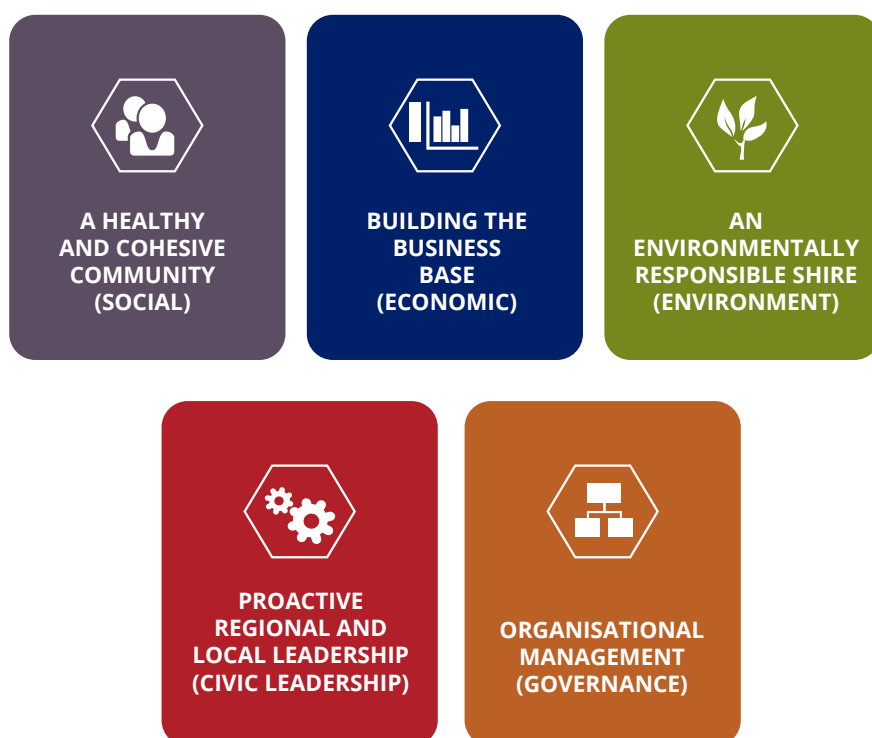 A HEALTHY
AND COHESIVE
COMMUNITY
(SOCIAL)
BUILDING THE
BUSINESS
BASE
(ECONOMIC)
AN
ENVIRONMENTALLY
RESPONSIBLE SHIRE
(ENVIRONMENT)
PROACTIVE
REGIONAL AND
LOCAL LEADERSHIP
(CIVIC LEADERSHIP)
ORGANISATIONAL
MANAGEMENT
(GOVERNANCE)